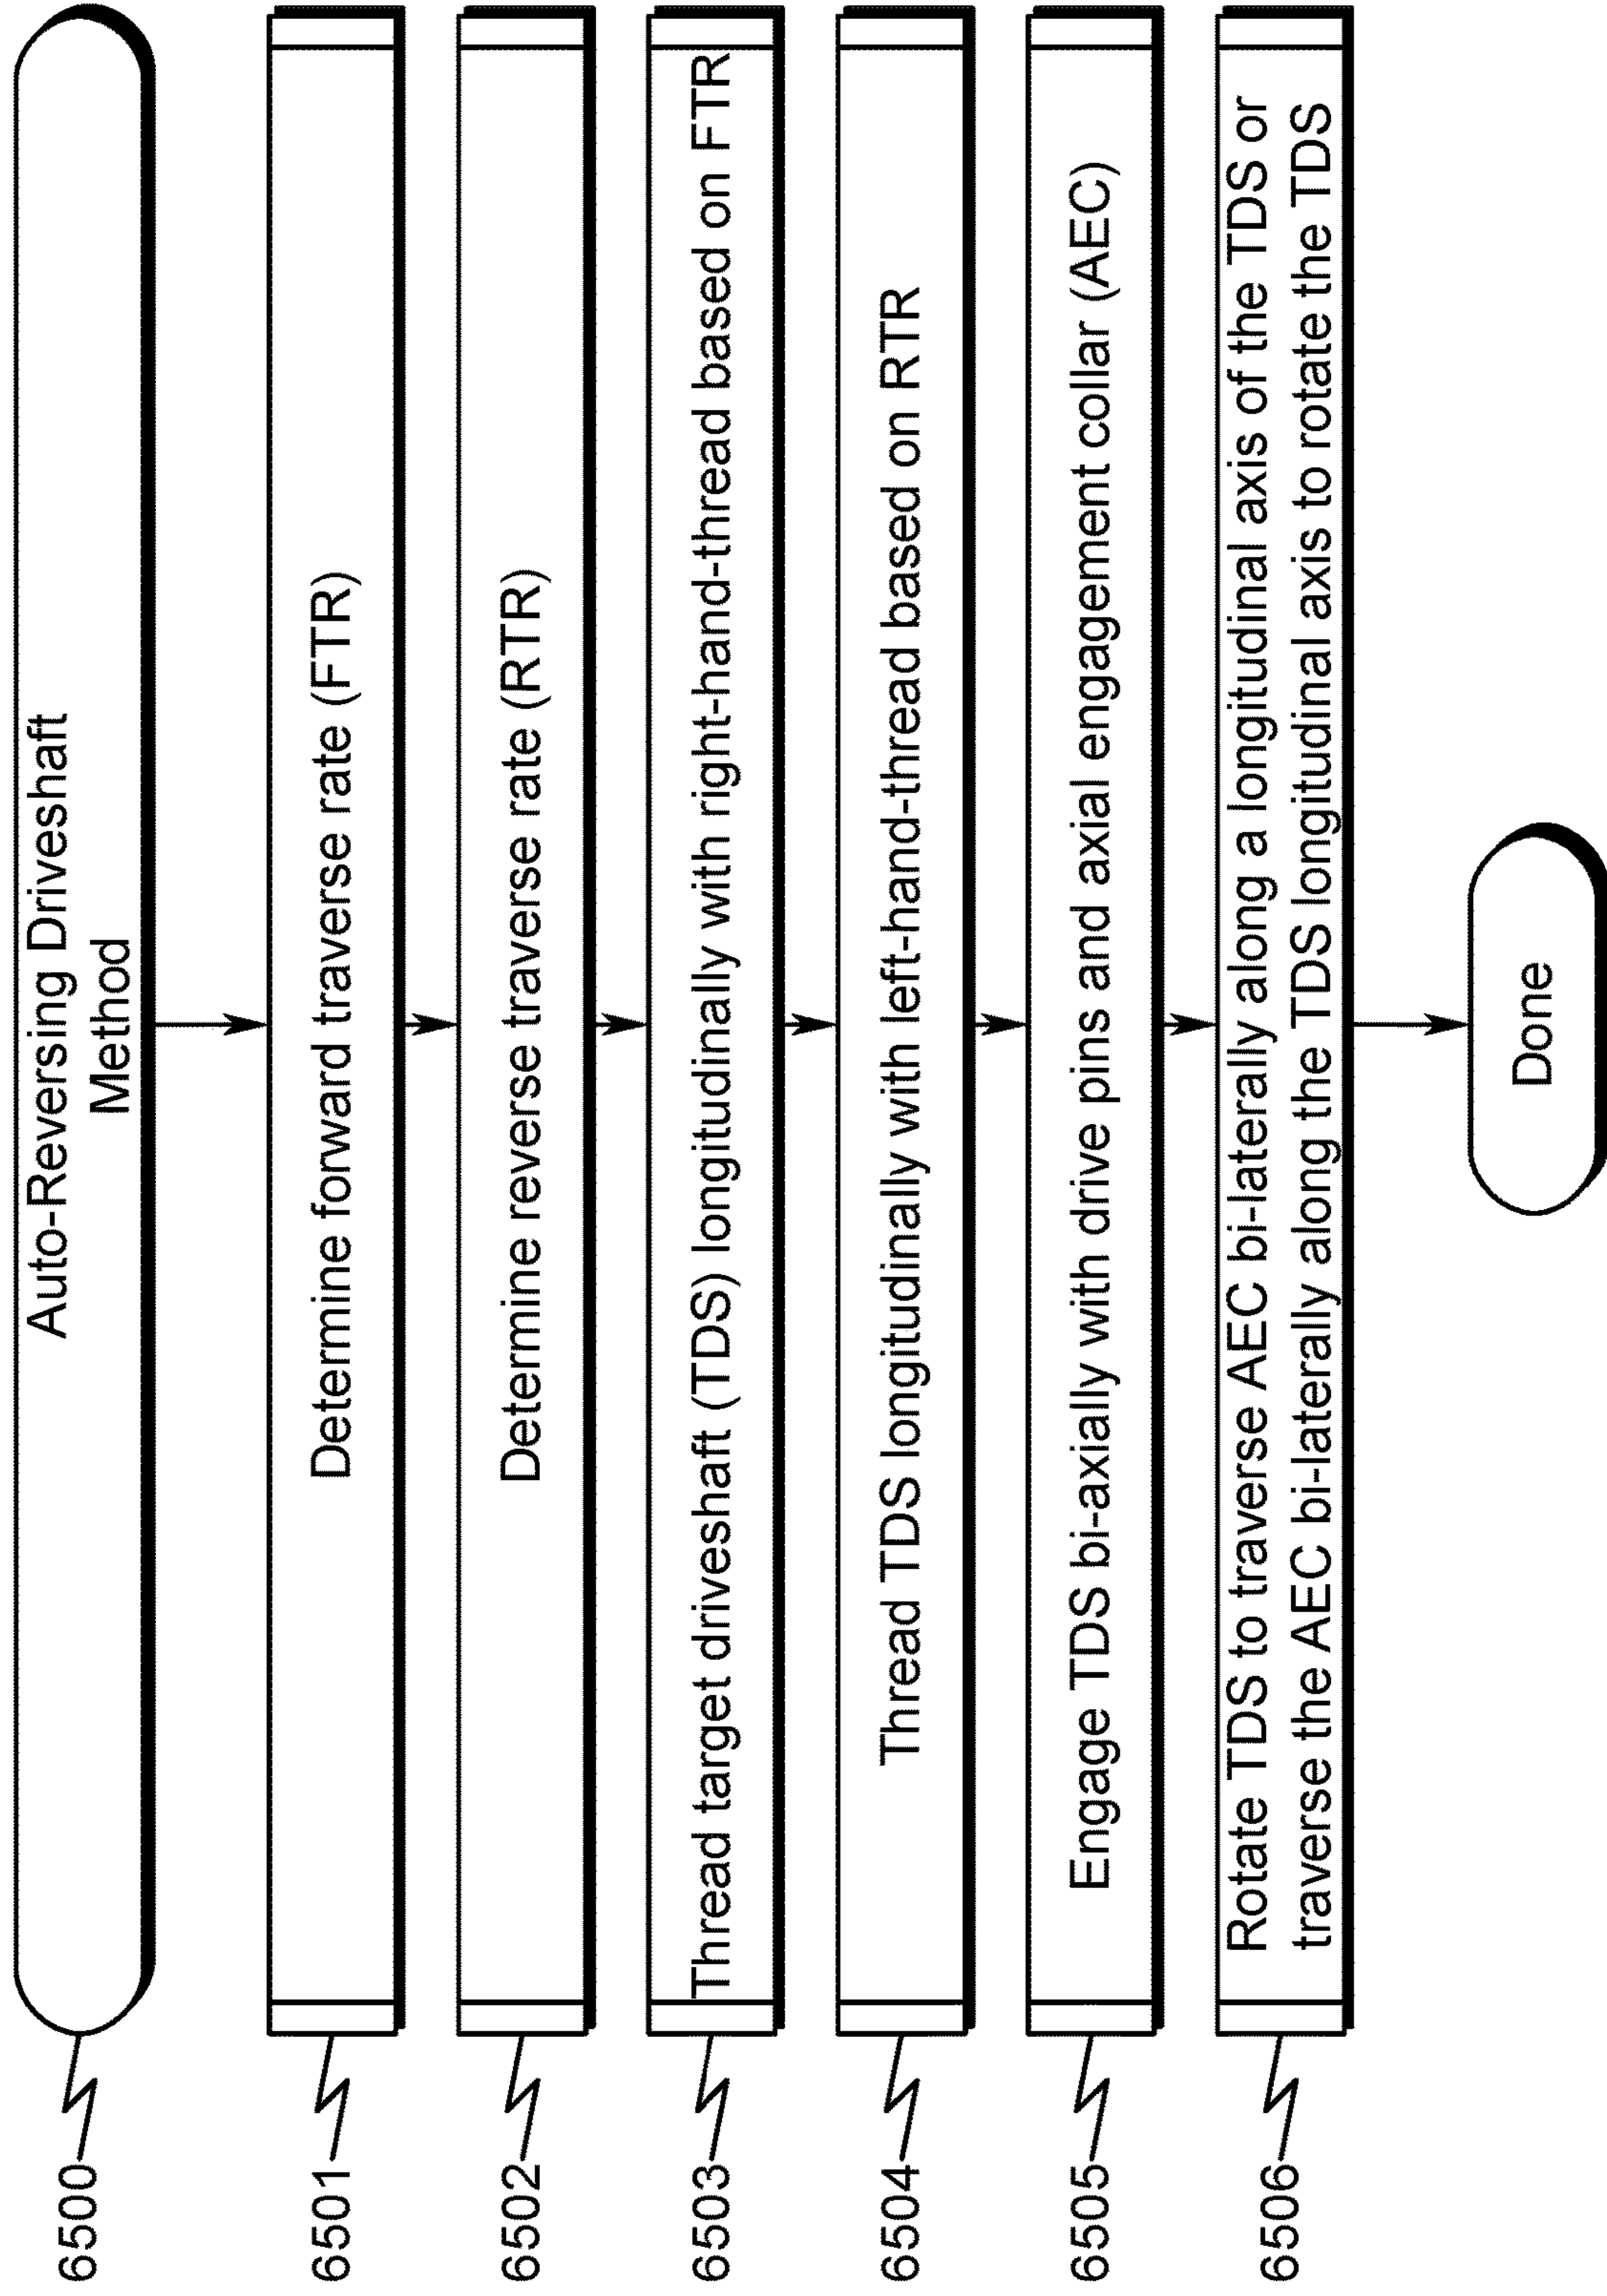 6500
Auto-Reversing Driveshaft
Method
6501
Determine forward traverse rate (FTR)
6502
Determine reverse traverse rate (RTR)
6503
Thread target driveshaft (TDS) longitudinally with right-hand-thread based on FTR
6504
Thread TDS longitudinally with left-hand-thread based on RTR
6505
Engage TDS bi-axially with drive pins and axial engagement collar (AEC)
6506
Rotate TDS to traverse AEC bi-laterally along a longitudinal axis of the TDS or
traverse the AEC bi-laterally along the TDS longitudinal axis to rotate the TDS
Done